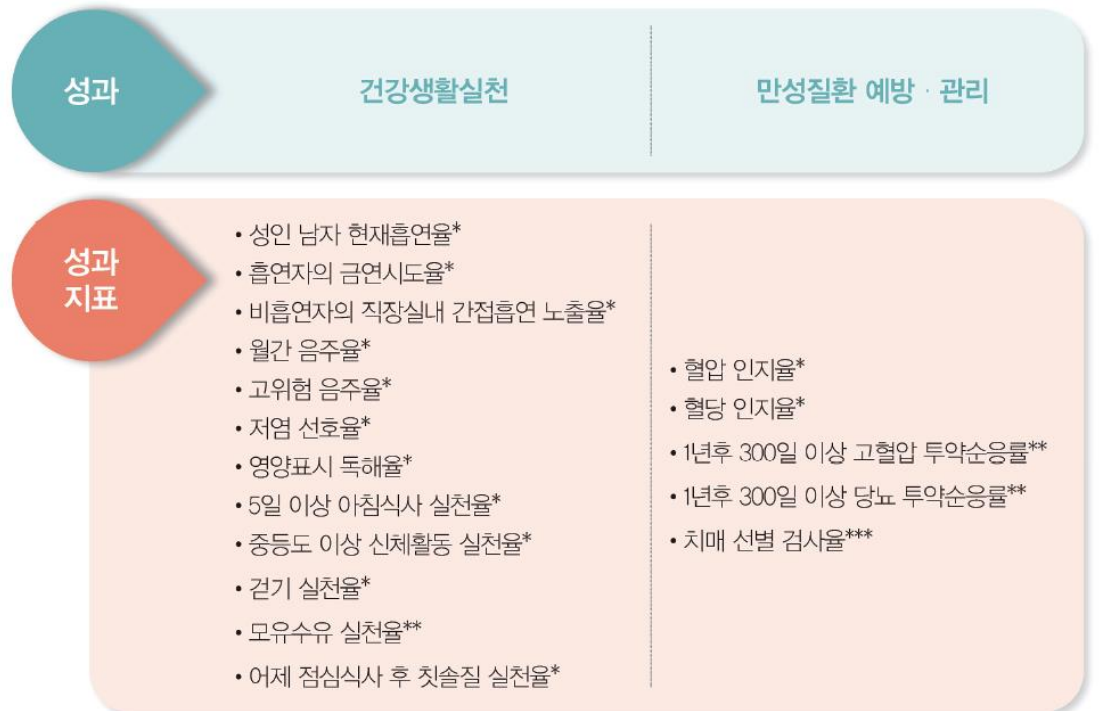 성과
건강생활실천
만성질환 예방 · 관리
성과
지표
• 성인 남자 현재흡연율*
• 흡연자의 금연시도율*
• 비흡연자의 직장실내 간접흡연 노출율*
• 월간 음주율*
• 고위험 음주율*
• 저염 선호율*
• 영양표시 독해율*
• 5일 이상 아침식사 실천율*
• 중등도 이상 신체활동 실천율*
• 걷기 실천율*
• 모유수유 실천율**
• 어제 점심식사 후 칫솔질 실천율*
• 혈압 인지율*
• 혈당 인지율*
• 1년후 300일 이상 고혈압 투약순응률**
• 1년후 300일 이상 당뇨 투약순응률**
• 치매 선별 검사율***